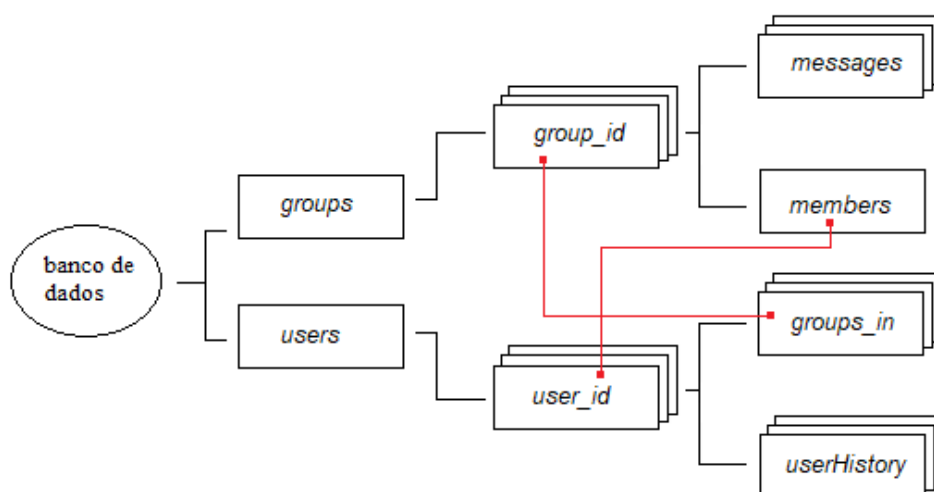 messages
group_id
groups
members
banco de
dados
groups_in
users
user_id
userHistory